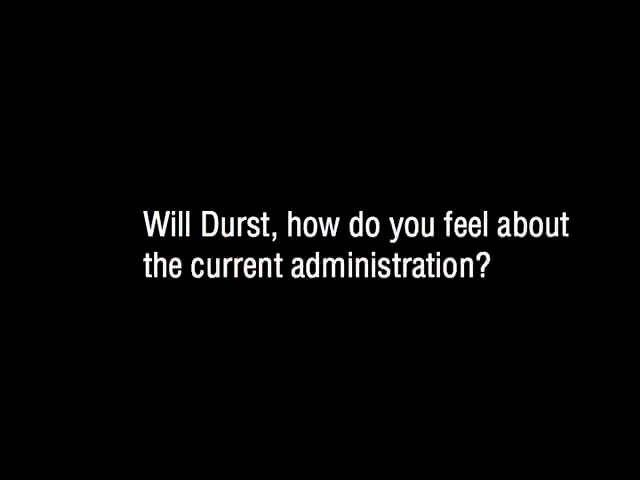 Will Durst, how do you feel about
the current administration?